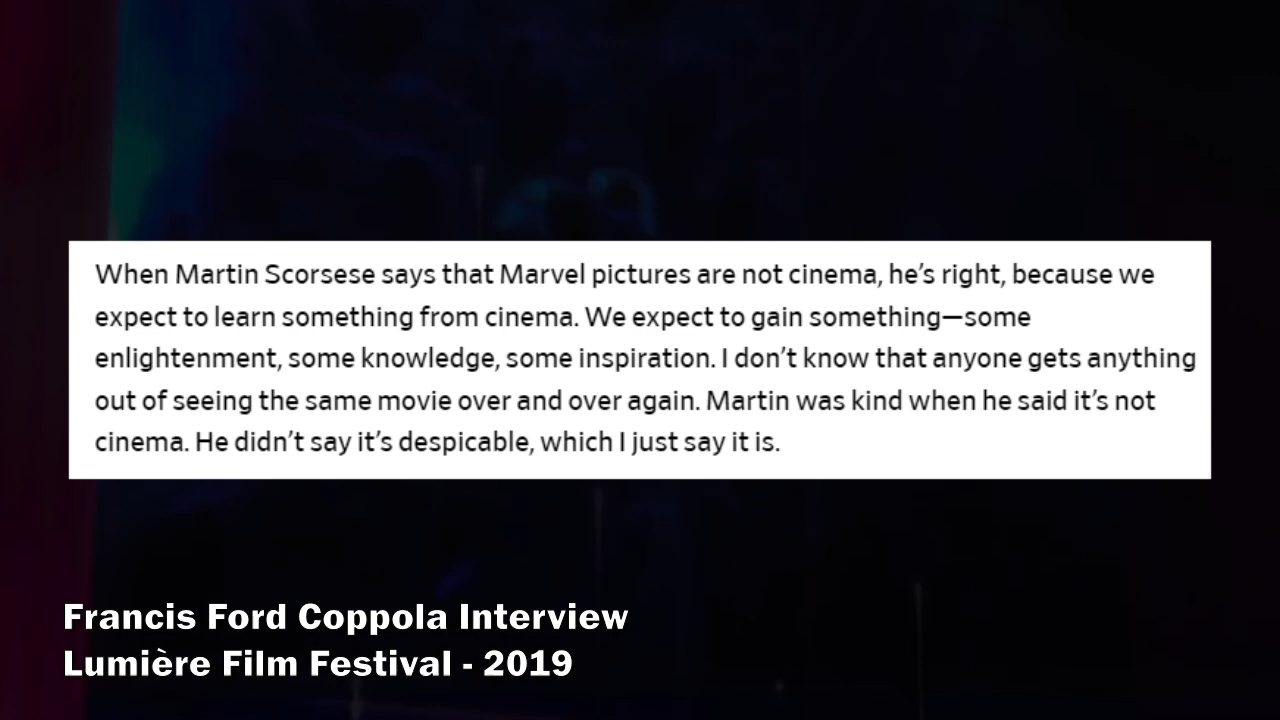 When Martin Scorsese says that Marvel pictures are not cinema, he’s right, because we
expect to learn something from cinema. We expect to gain something—some
enlightenment, some knowledge, some inspiration. I don’t know that anyone gets anything
out of seeing the same movie over and over again. Martin was kind when he said it’s not
cinema. He didn’t say it’s despicable, which I just say it is.
Francis Ford Coppola Interview
Lumière Film Festival - 2019